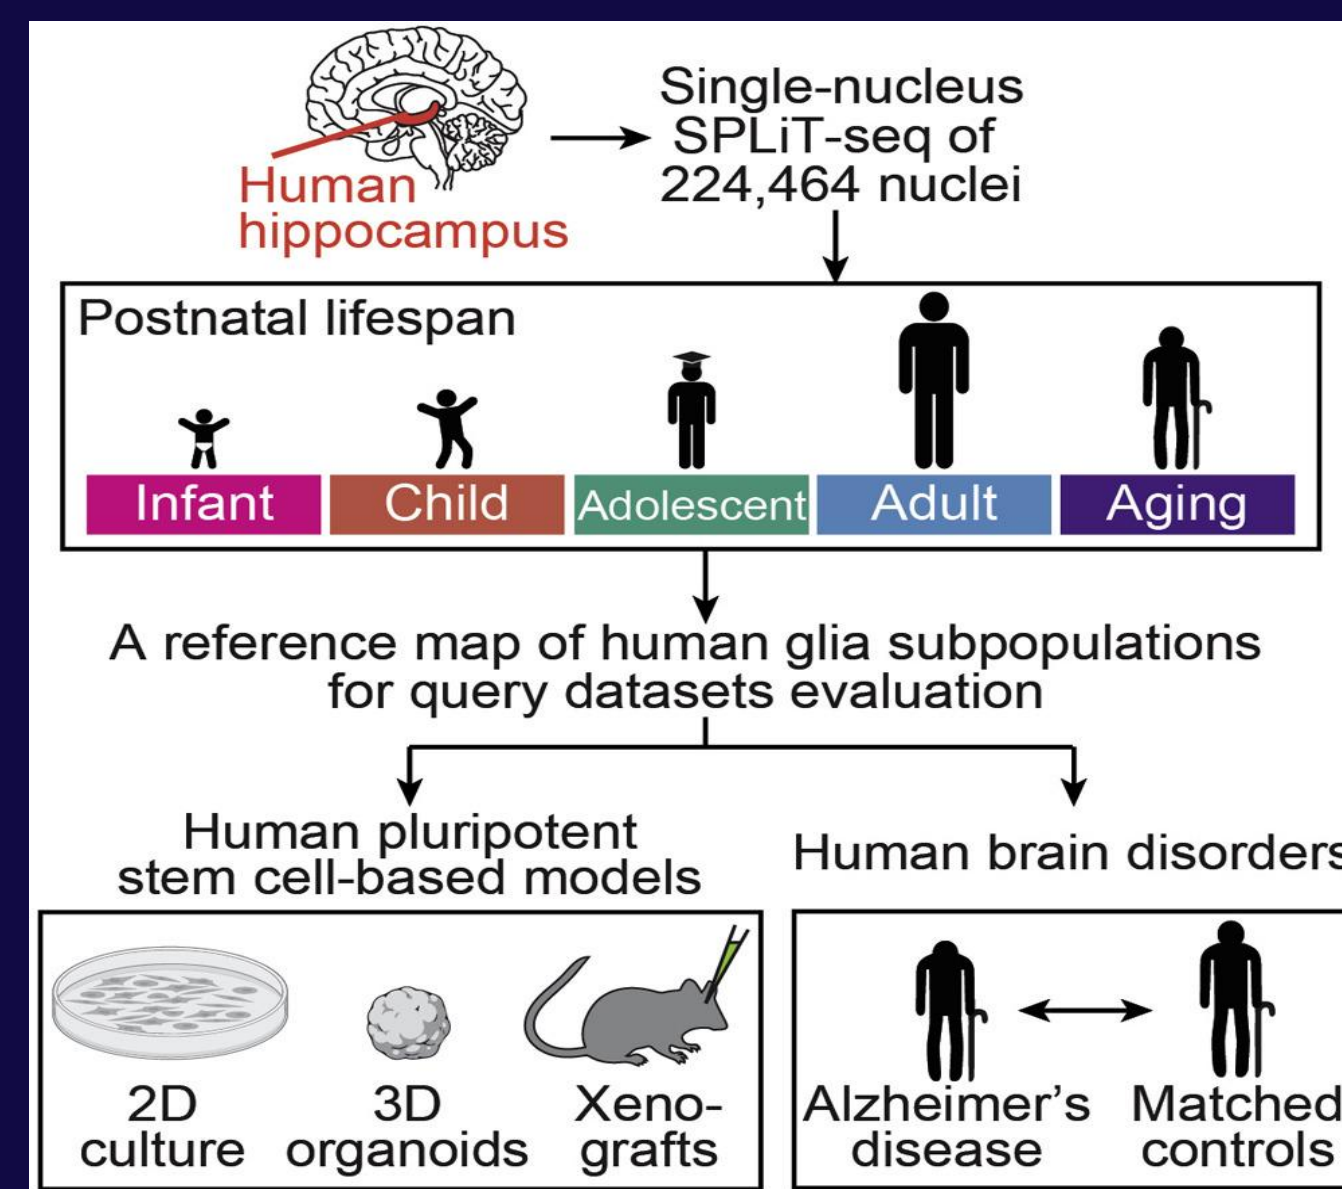 Single-nucleus
SPLiT-seq of
224,464 nuclei
Human
hippocampus
Postnatal lifespan
Infant
Child
Adolescent
Adult
Aging
A reference map of human glia subpopulations
for query datasets evaluation
Human pluripotent
stem cell-based models
Human brain disorders
2D
culture
3D
organoids
Xeno-
grafts
Alzheimer's
disease
Matched
controls